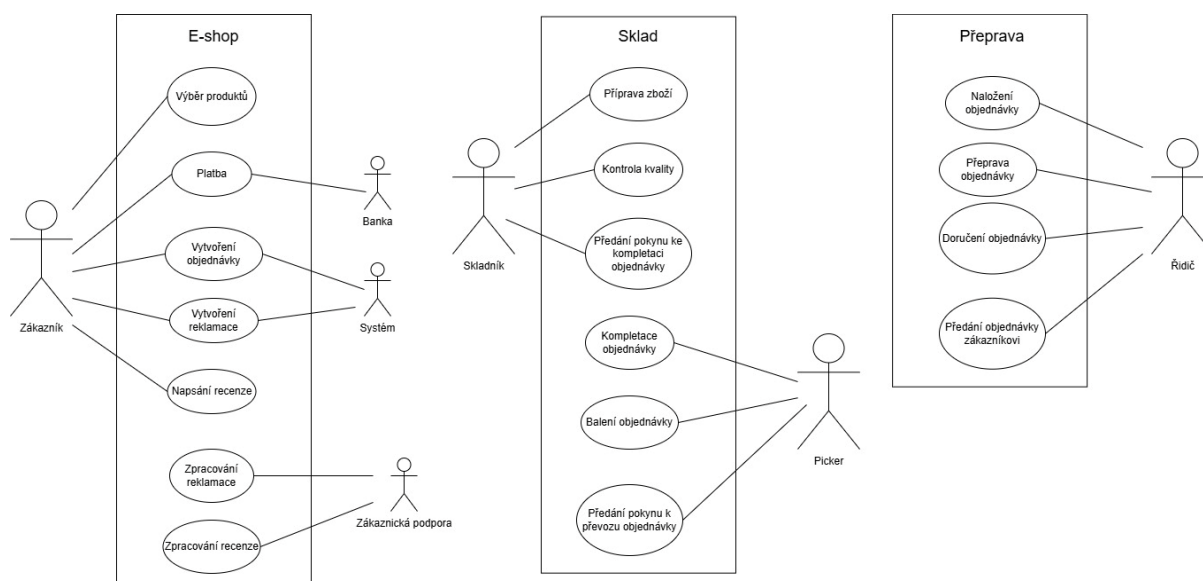 E-shop
Výběr produktů
Platba
Banka
Vytvoření
objednávky
Zákazník
Systém
Vytvoření
reklamace
Napsání recenze
Zpracování
reklamace
Zákaznická podpora
Zpracování recenze
Sklad
Příprava zboží
Kontrola kvality
Skladník
Předání pokynu ke
kompletaci
objednávky
Kompletace
objednávky
Balení objednávky
Picker
Předání pokynu k
převozu objednávky
Přeprava
Naložení
objednávky
Přeprava
objednávky
Doručení objednávky
Řidič
Předání objednávky
zákazníkovi